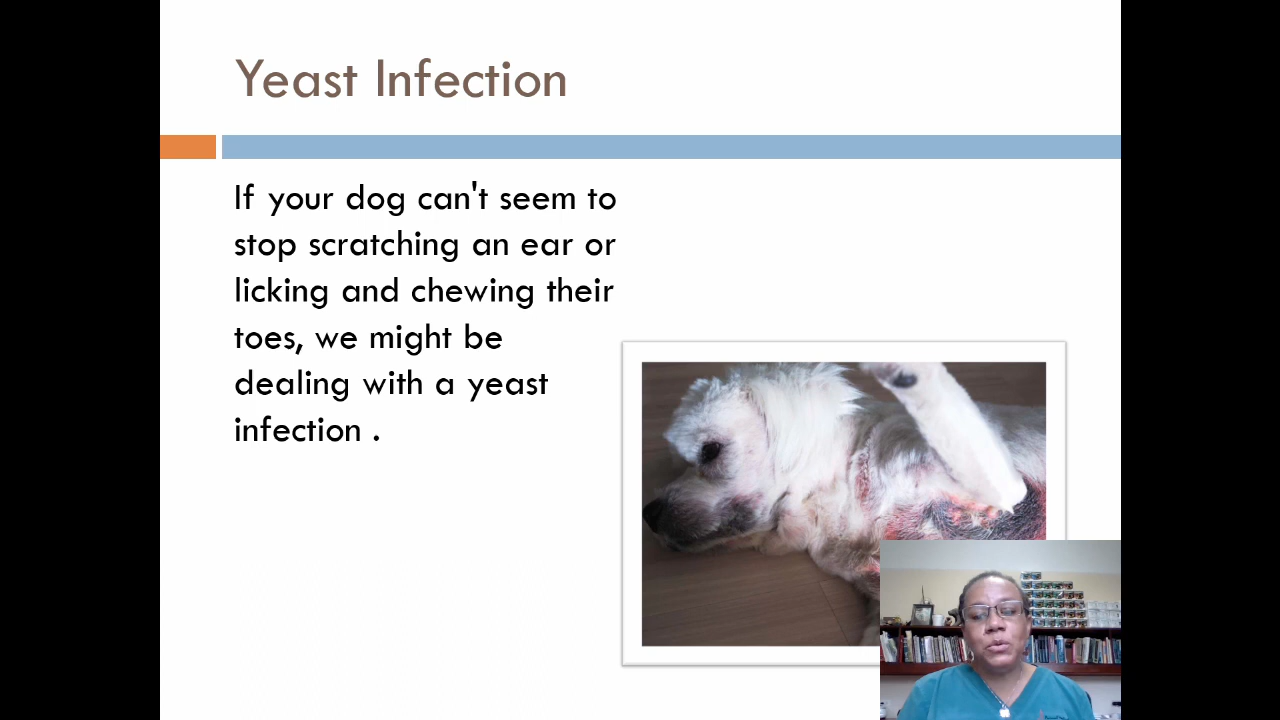 Yeast Infection
If your dog can't seem to
stop scratching an ear or
licking and chewing their
toes, we might be
dealing with a yeast
infection .